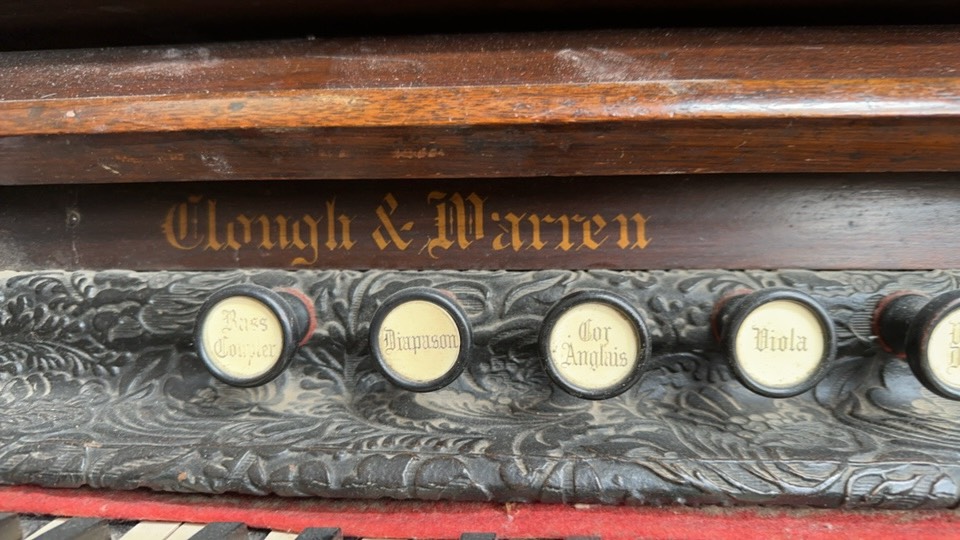 Clough & Warren
Bass
Coupler
Diapason
Cor
Anglais
Viola